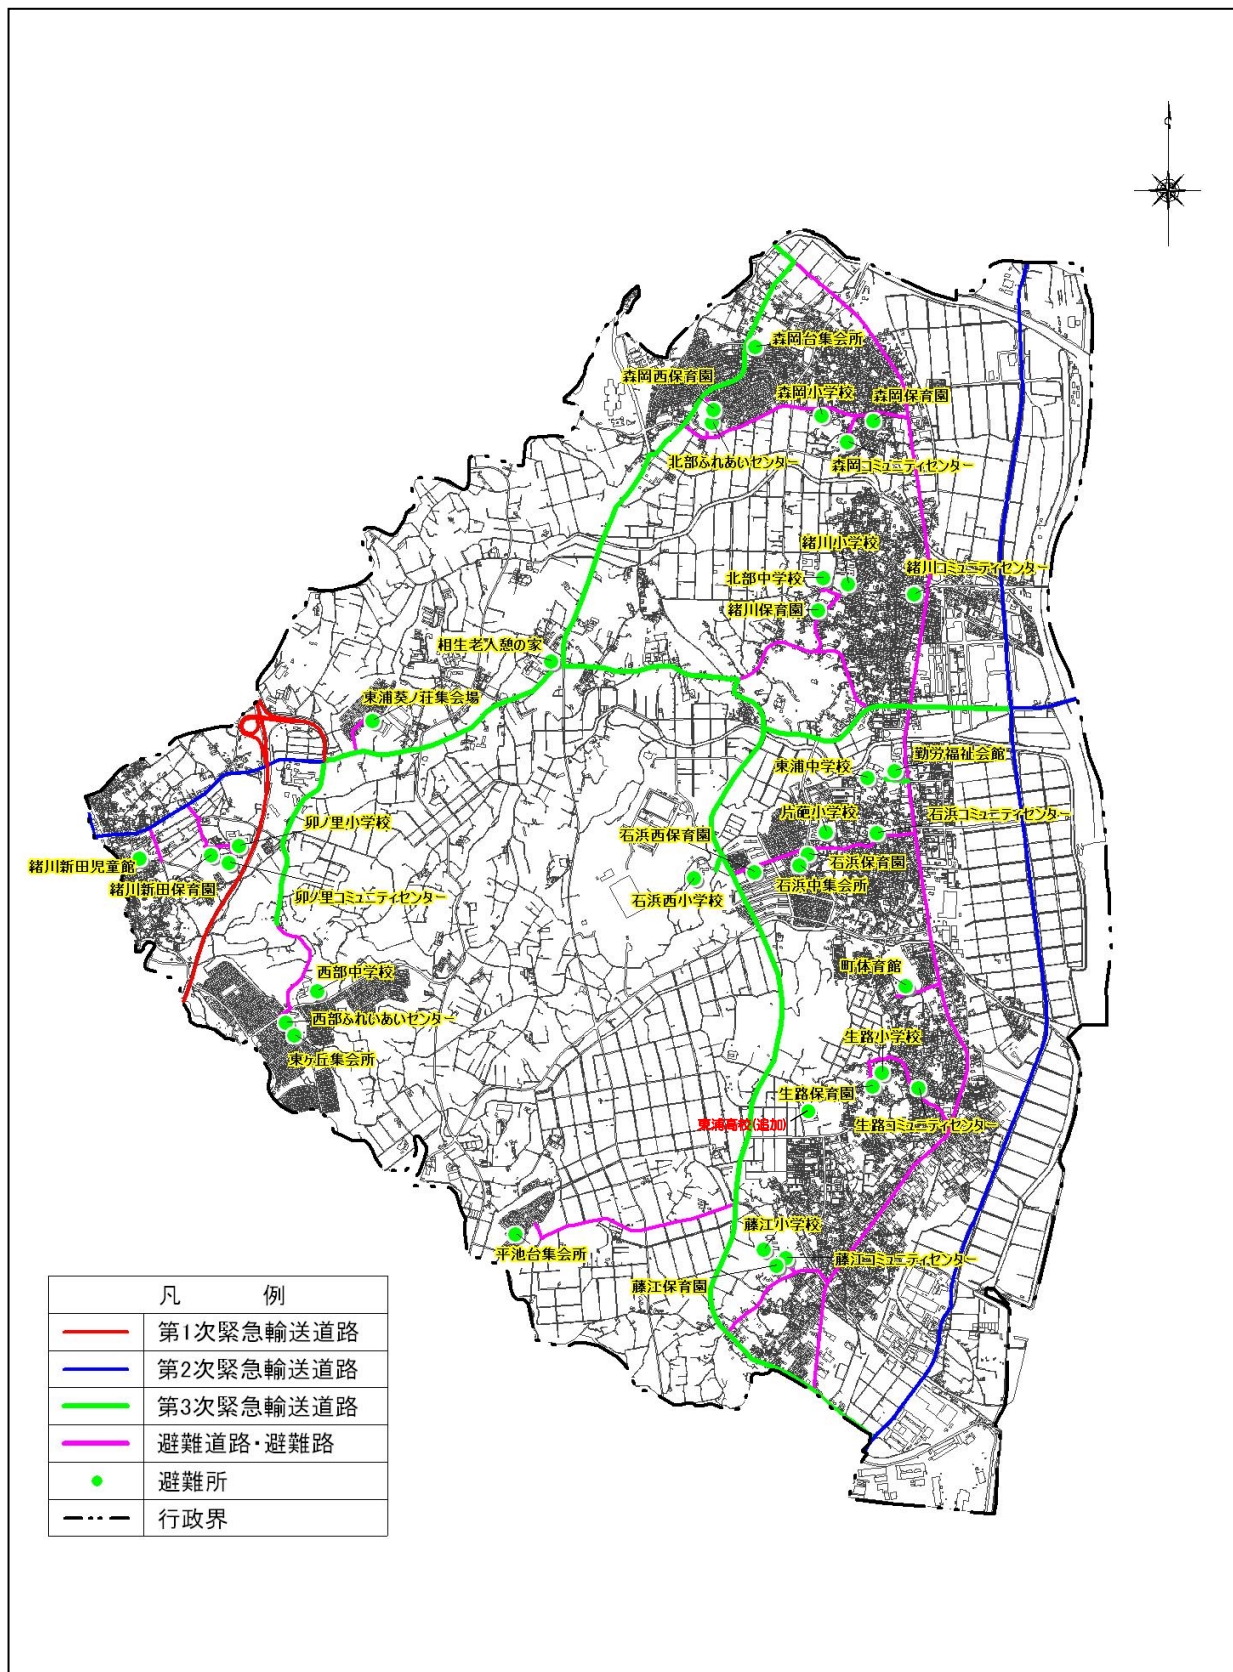 森岡台集会所
森岡西保育園
森岡小学校
森岡保育園
北部ふれあいセンター
森岡コミュニティセンター
緒川小学校
北部中学校
緒川コミュニティセンター
緒川保育園
相生老人憩の家
東浦葵ノ荘集会場
勤労福祉会館
東浦中学校
片葩小学校
石浜コミュニティセンター
卯ノ里小学校
石浜西保育園
緒川新田児童館
石浜保育園
緒川新田保育園
石浜中集会所
卯ノ里コミュニティセンター
石浜西小学校
西部中学校
町体育館
西部ふれいあいセンター
東ヶ丘集会所
生路小学校
生路保育園
東浦高校(追加)
生路コミュニティセンター
藤江小学校
平池台集会所
藤江コミュニティセンター
藤江保育園
凡 例
第1次緊急輸送道路
第2次緊急輸送道路
第3次緊急輸送道路
避難道路・避難路
避難所
行政界